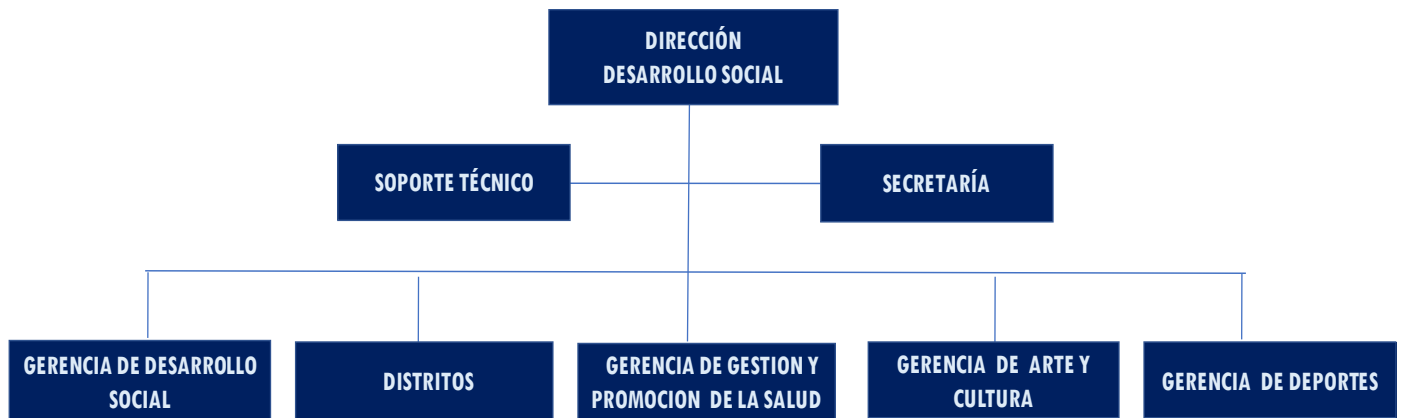 DIRECCIÓN
DESARROLLO SOCIAL
SOPORTE TÉCNICO
SECRETARÍA
GERENCIA DE DESARROLLO
SOCIAL
DISTRITOS
GERENCIA DE GESTION Y
PROMOCION DE LA SALUD
GERENCIA DE ARTE Y
CULTURA
GERENCIA DE DEPORTES